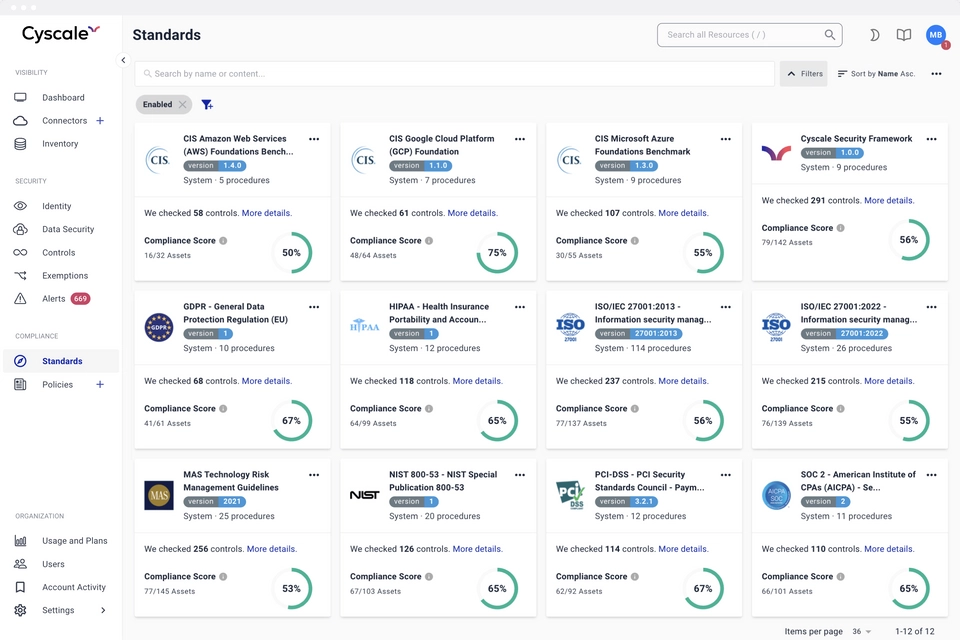 Cyscale
Standards
Search all Resources ( / )
MB
1
VISIBILITY
Dashboard
Connectors +
Inventory
SECURITY
Identity
Data Security
Controls
Exemptions
Alerts 669
COMPLIANCE
Standards
Policies +
ORGANIZATION
Usage and Plans
Users
Account Activity
Settings
Search by name or content...
Filters
Sort by Name Asc.
Enabled
CIS
CIS Amazon Web Services
(AWS) Foundations Bench...
version 1.4.0
System · 5 procedures
We checked 58 controls. More details.
Compliance Score
16/32 Assets
50%
CIS
CIS Google Cloud Platform
(GCP) Foundation
version 1.1.0
System · 7 procedures
We checked 61 controls. More details.
Compliance Score
48/64 Assets
75%
CIS
CIS Microsoft Azure
Foundations Benchmark
version 1.3.0
System · 9 procedures
We checked 107 controls. More details.
Compliance Score
30/55 Assets
55%
Cyscale Security Framework
version 1.0.0
System · 9 procedures
We checked 291 controls. More details.
Compliance Score
79/142 Assets
56%
GDPR
GDPR - General Data
Protection Regulation (EU)
version 1
System · 10 procedures
We checked 68 controls. More details.
Compliance Score
41/61 Assets
67%
HIPAA
HIPAA - Health Insurance
Portability and Accoun...
version 1
System · 12 procedures
We checked 118 controls. More details.
Compliance Score
64/99 Assets
65%
ISO
27001
ISO/IEC 27001:2013 -
Information security manag...
version 27001:2013
System · 114 procedures
We checked 237 controls. More details.
Compliance Score
77/137 Assets
56%
ISO
27001
ISO/IEC 27001:2022 -
Information security manag...
version 27001:2022
System · 26 procedures
We checked 215 controls. More details.
Compliance Score
76/139 Assets
55%
MAS
MAS Technology Risk
Management Guidelines
version 2021
System · 25 procedures
We checked 256 controls. More details.
Compliance Score
77/145 Assets
53%
NIST
NIST 800-53 - NIST Special
Publication 800-53
version 1
System · 20 procedures
We checked 126 controls. More details.
Compliance Score
67/103 Assets
65%
PCI
DSS
PCI-DSS - PCI Security
Standards Council - Paym...
version 3.2.1
System · 12 procedures
We checked 114 controls. More details.
Compliance Score
62/92 Assets
67%
AICPA
SOC
SOC 2 - American Institute of
CPAs (AICPA) - Se...
version 2
System · 11 procedures
We checked 110 controls. More details.
Compliance Score
66/101 Assets
65%
Items per page 36 1-12 of 12